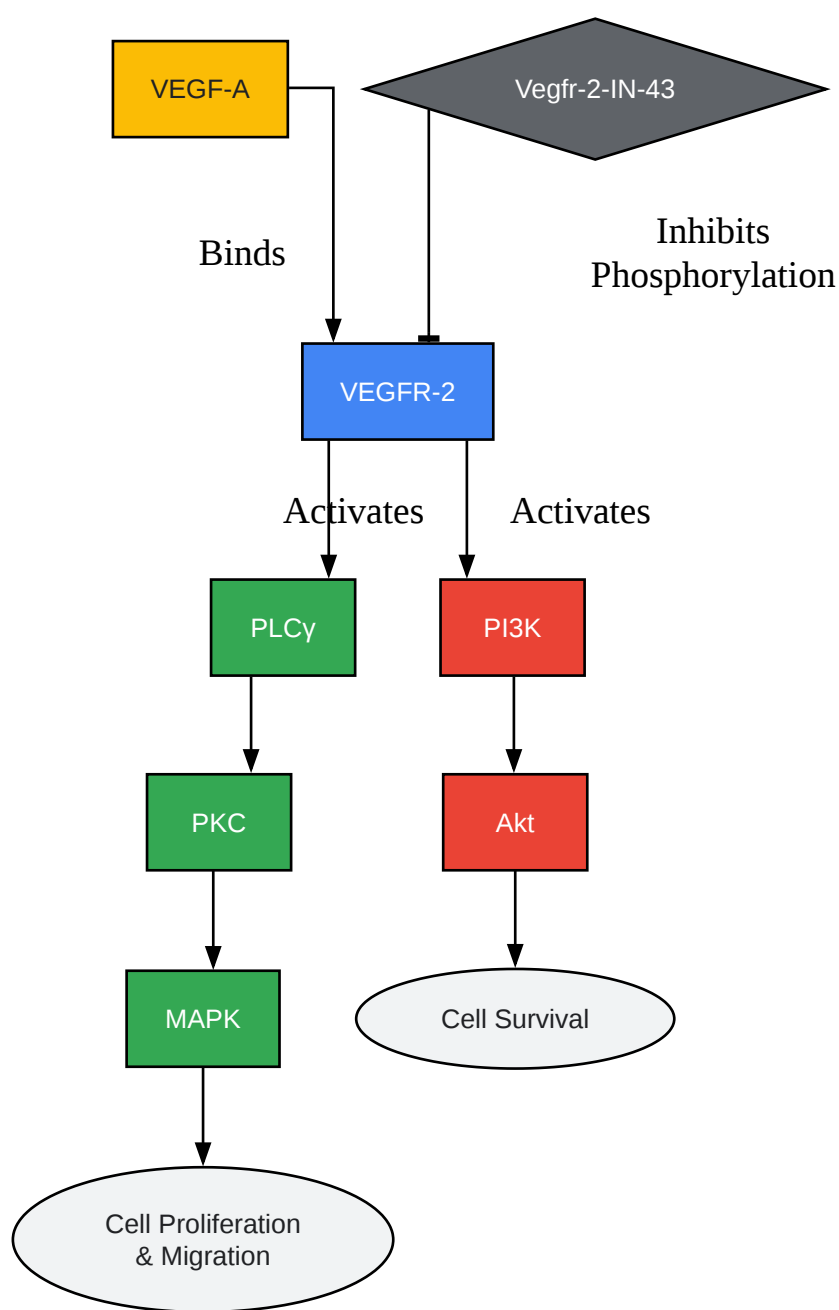 VEGF-A
Vegfr-2-IN-43
Binds
Inhibits
Phosphorylation
VEGFR-2
Activates
Activates
PLCγ
PI3K
PKC
Akt
MAPK
Cell Survival
Cell Proliferation
& Migration